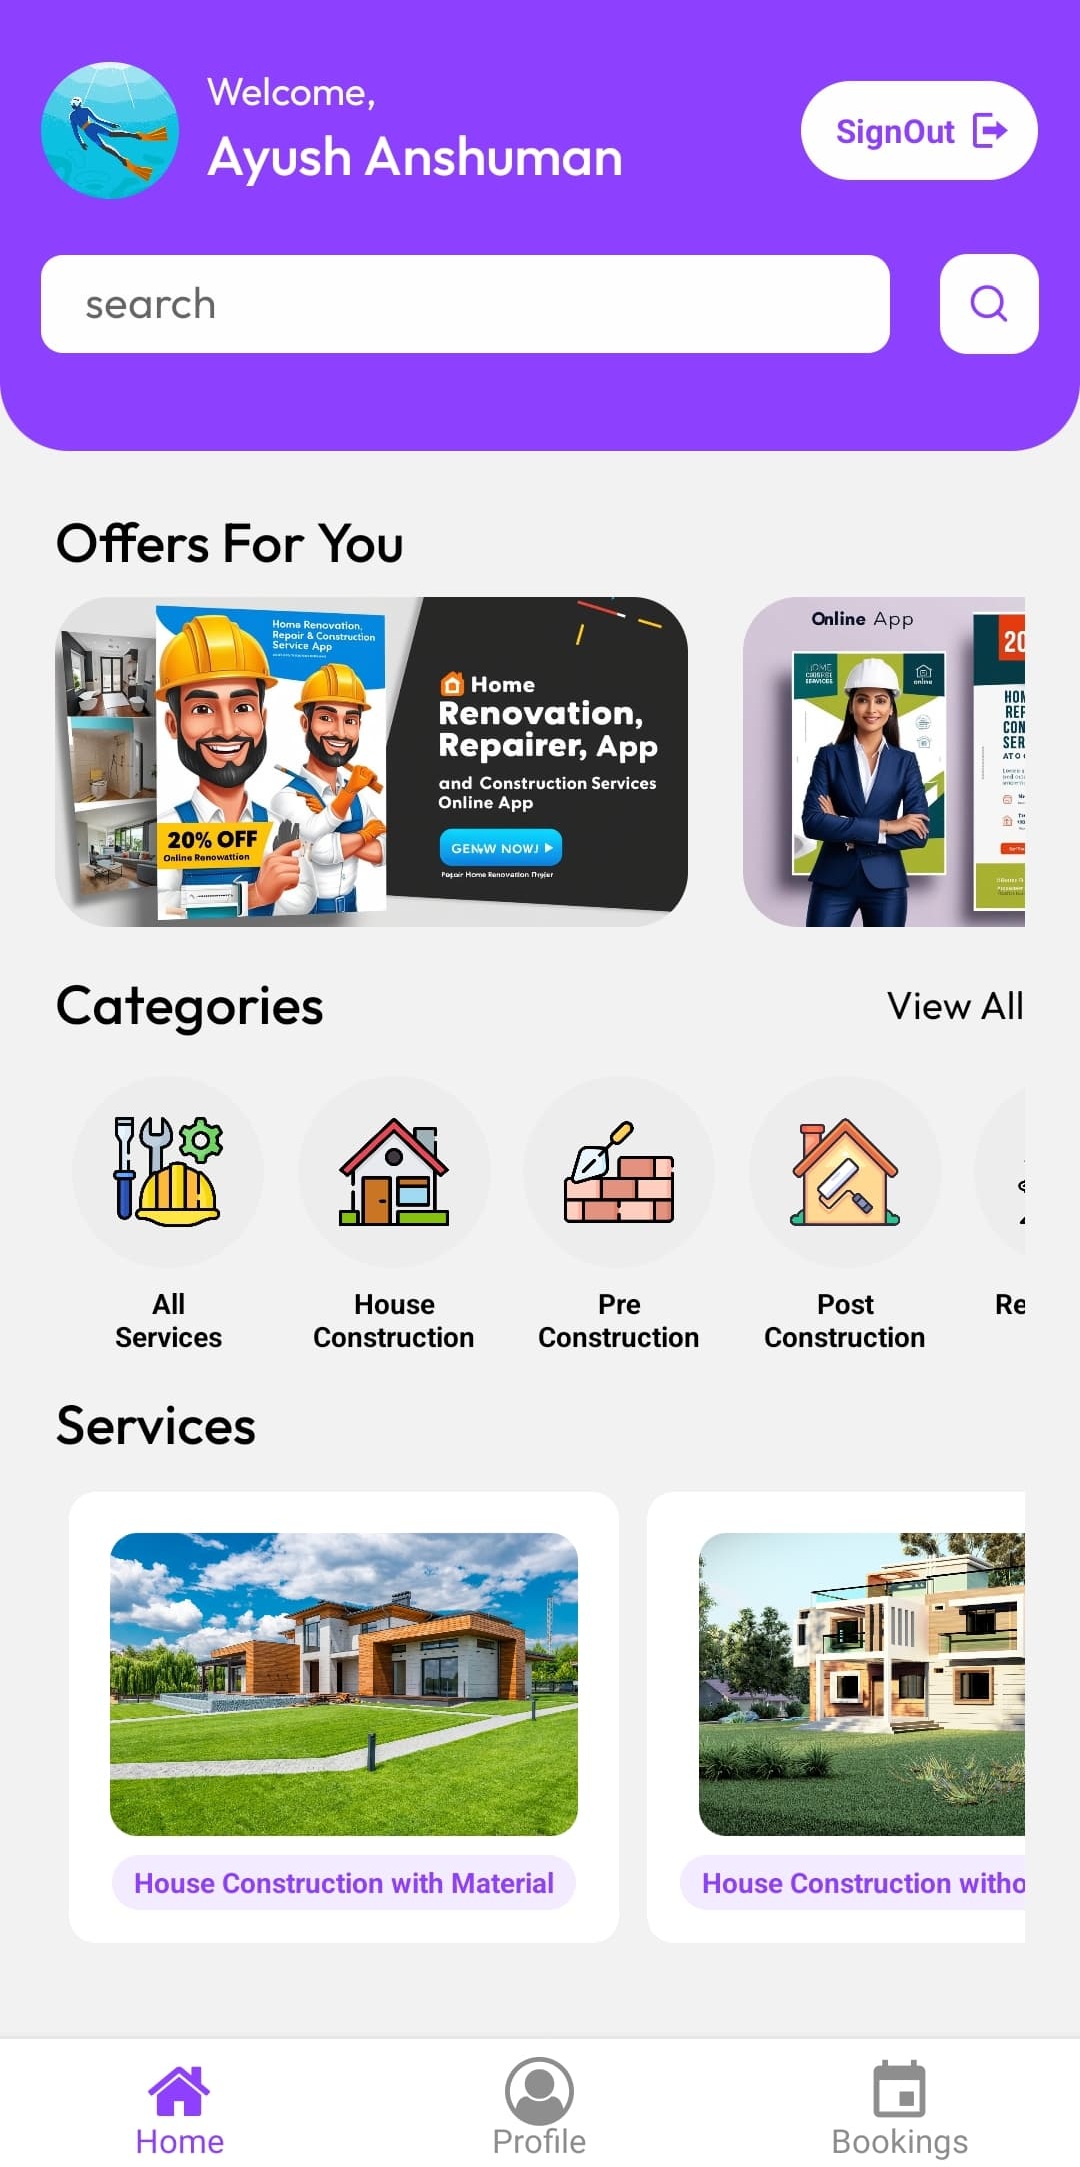 Welcome,
Ayush Anshuman
SignOut
search
Offers For You
Home Renovation,
Repair & Construction
Service App
20% OFF
Online Renowattion
Home
Renovation,
Repairer, App
and Construction Services
Online App
GENW NOWJ
Online App
HOME
SERVICES
online
20
HOM
REP
CON
SER
Categories
View All
All
Services
House
Construction
Pre
Construction
Post
Construction
Re
Services
House Construction with Material
House Construction witho
Home
Profile
Bookings